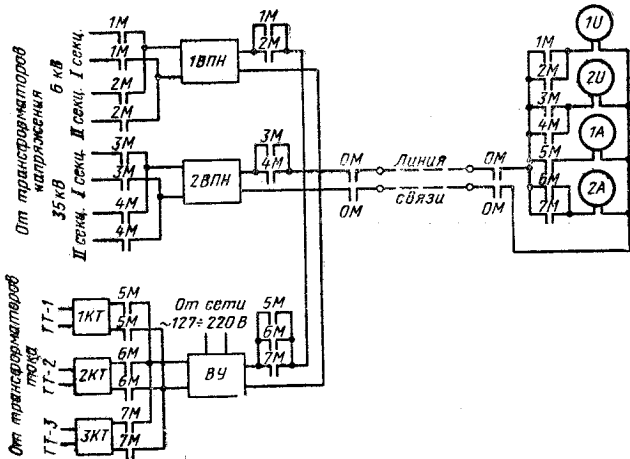 От трансформаторов
напряжения
6 кВ
I секц.
II секц.
35 кВ
I секц.
II секц.
1М
1М
2М
2М
3М
3М
4М
4М
1ВПН
2ВПН
1М
2М
3М
4М
0М
0М
Линия
связи
0М
0М
1М
2М
3М
4М
5М
6М
7М
1U
2U
1А
2А
От трансформаторов
тока
ТТ-1
ТТ-2
ТТ-3
1КТ
2КТ
3КТ
5М
5М
6М
6М
7М
7М
От сети
~127÷220 В
ВУ
5М
6М
7М